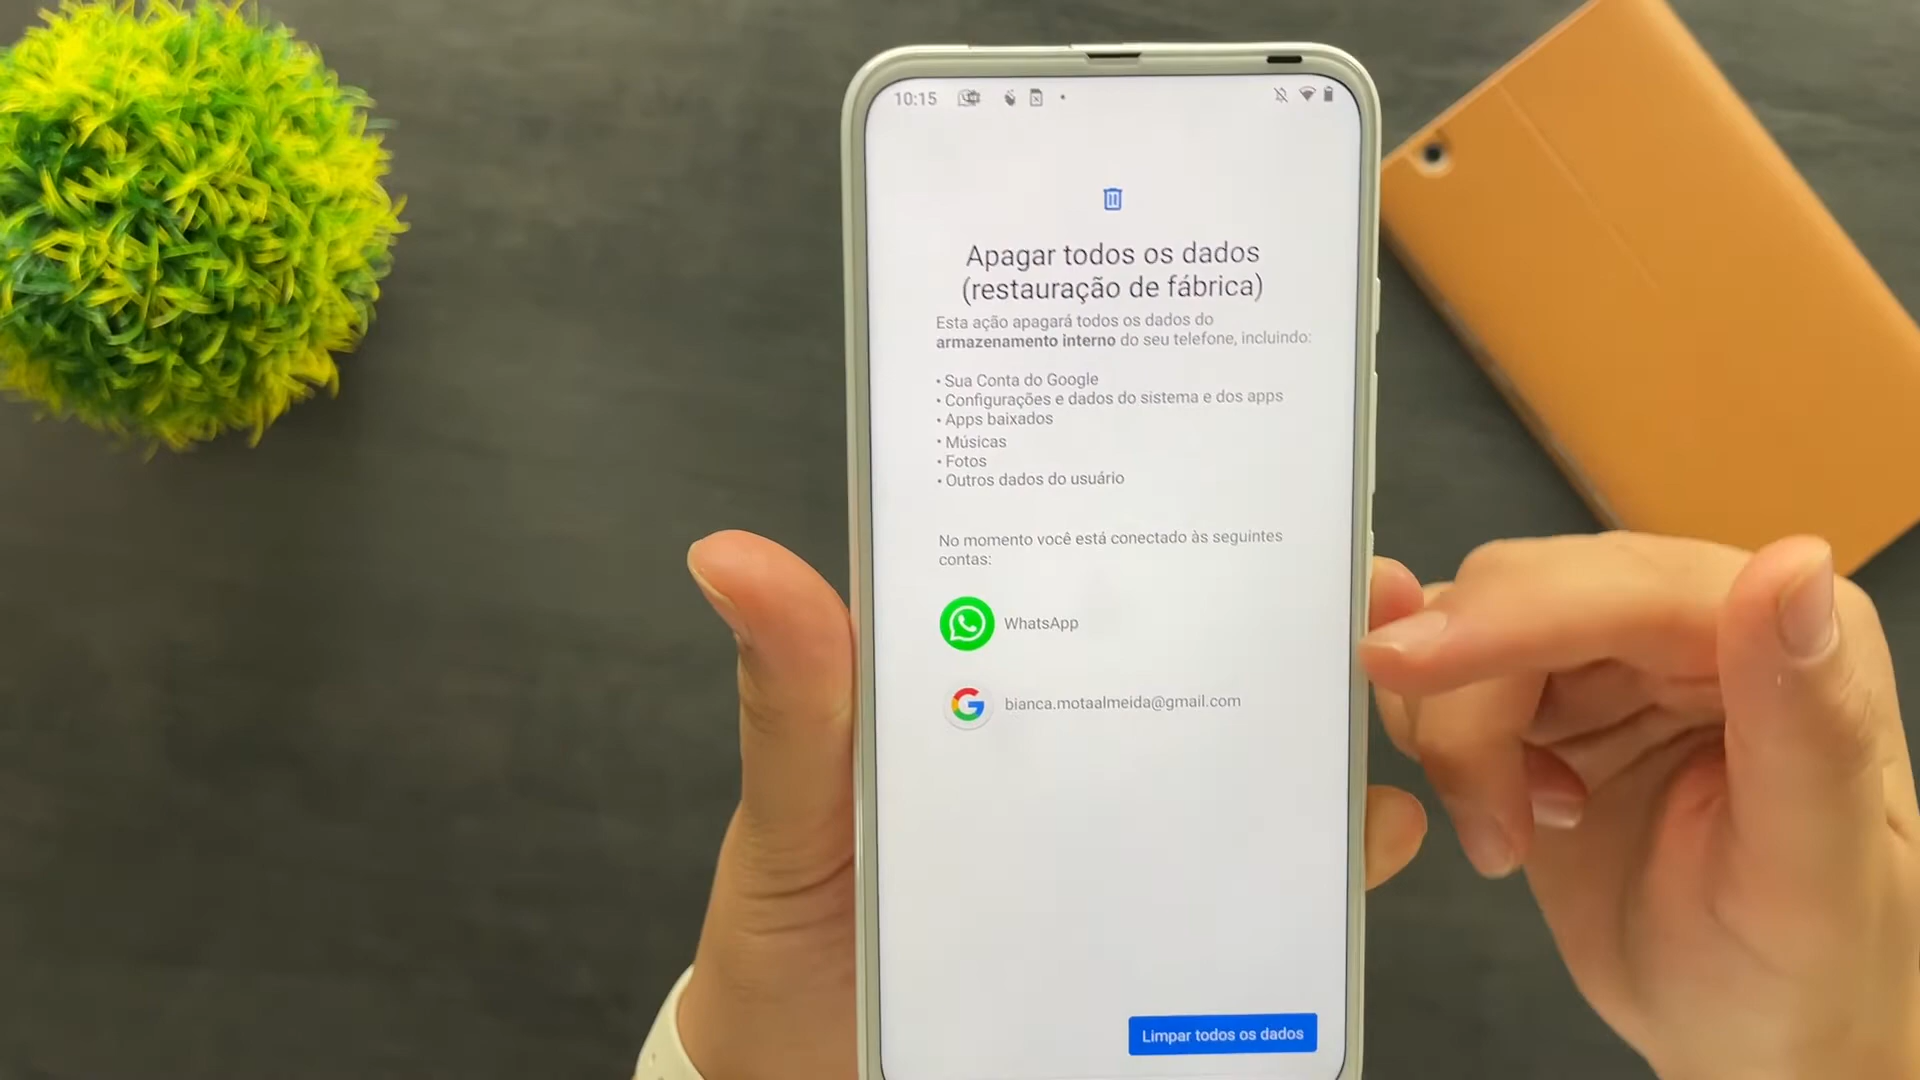 10:15
Apagar todos os dados
(restauração de fábrica)
Esta ação apagará todos os dados do
armazenamento interno do seu telefone, incluindo:
• Sua Conta do Google
• Configurações e dados do sistema e dos apps
• Apps baixados
• Músicas
• Fotos
• Outros dados do usuário
No momento você está conectado às seguintes
contas:
WhatsApp
bianca.motaalmeida@gmail.com
Limpar todos os dados